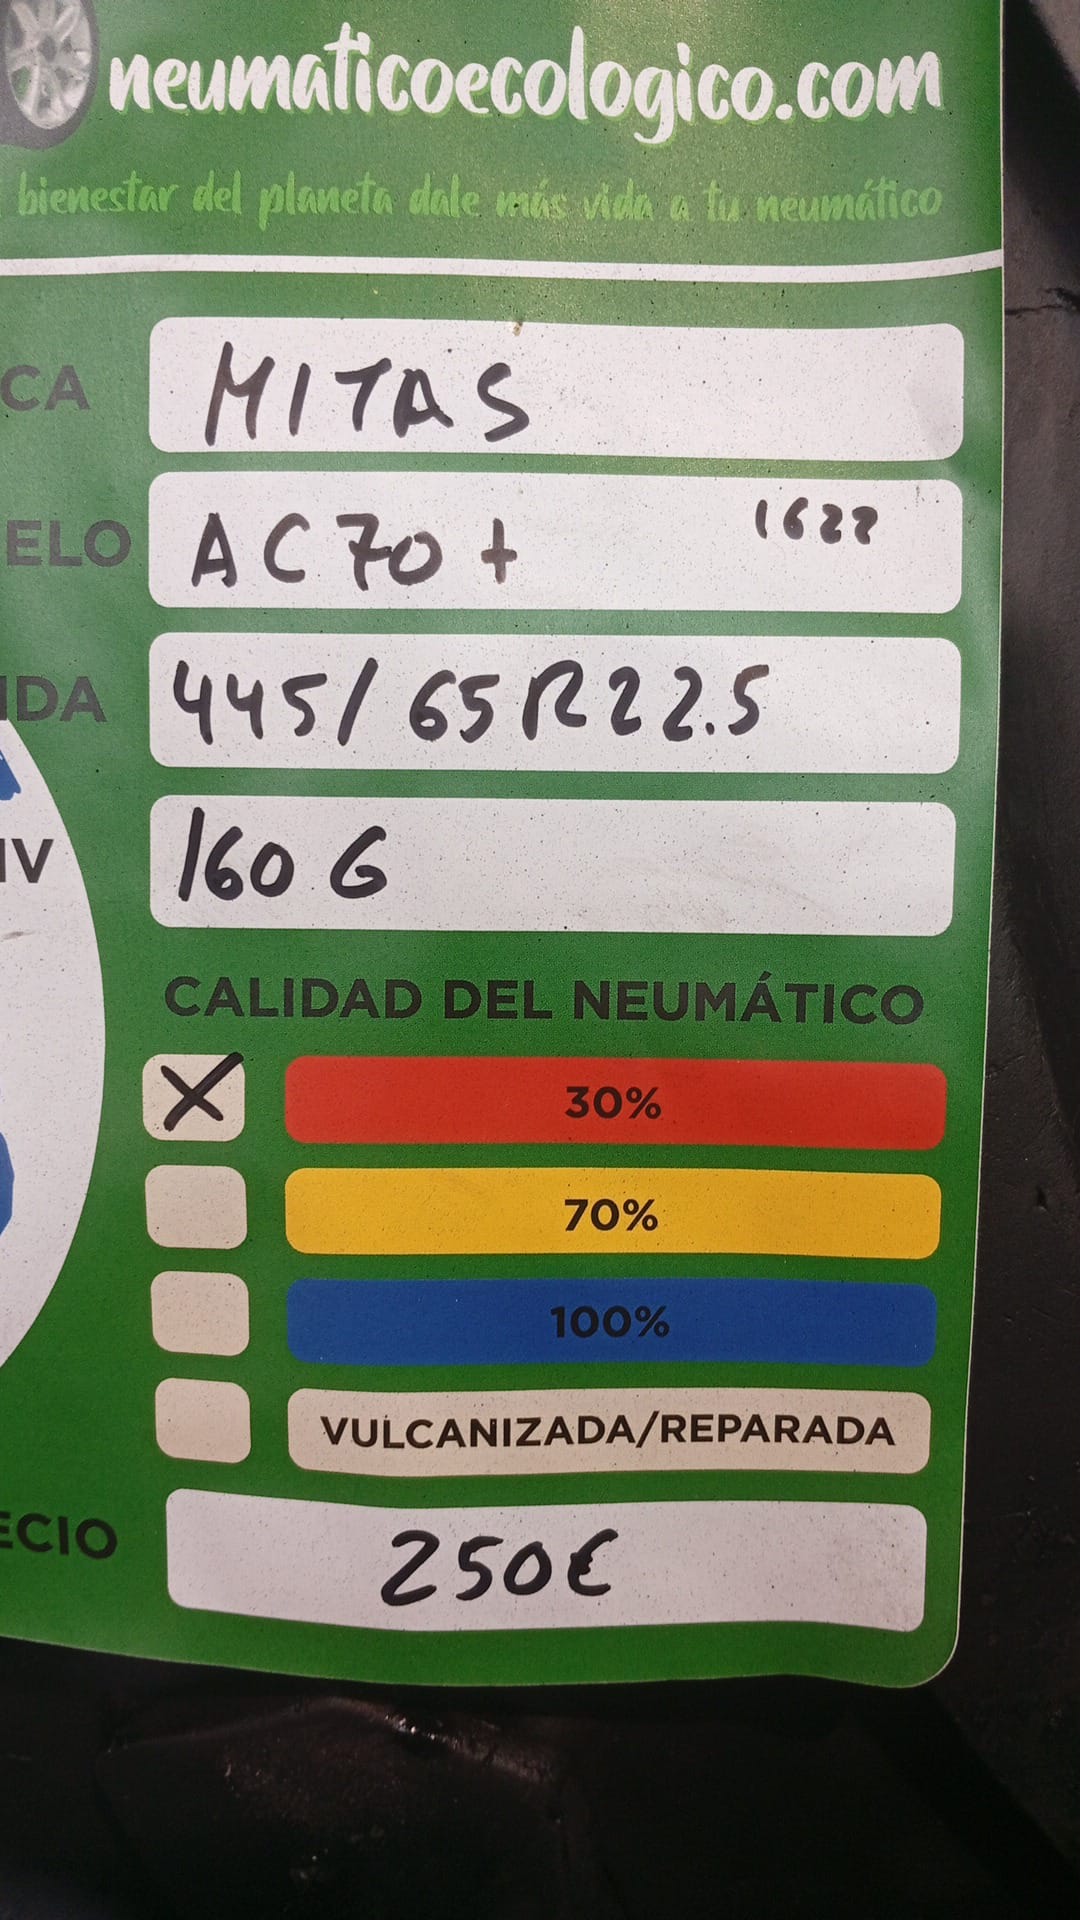 neumaticoecologico.com
bienestar del planeta dale más vida a tu neumático
CA MITAS
ELO AC70+ 1622
IDA 445/65R22.5
IV 160 G
CALIDAD DEL NEUMÁTICO
X 30%
70%
100%
VULCANIZADA/REPARADA
ECIO 250€